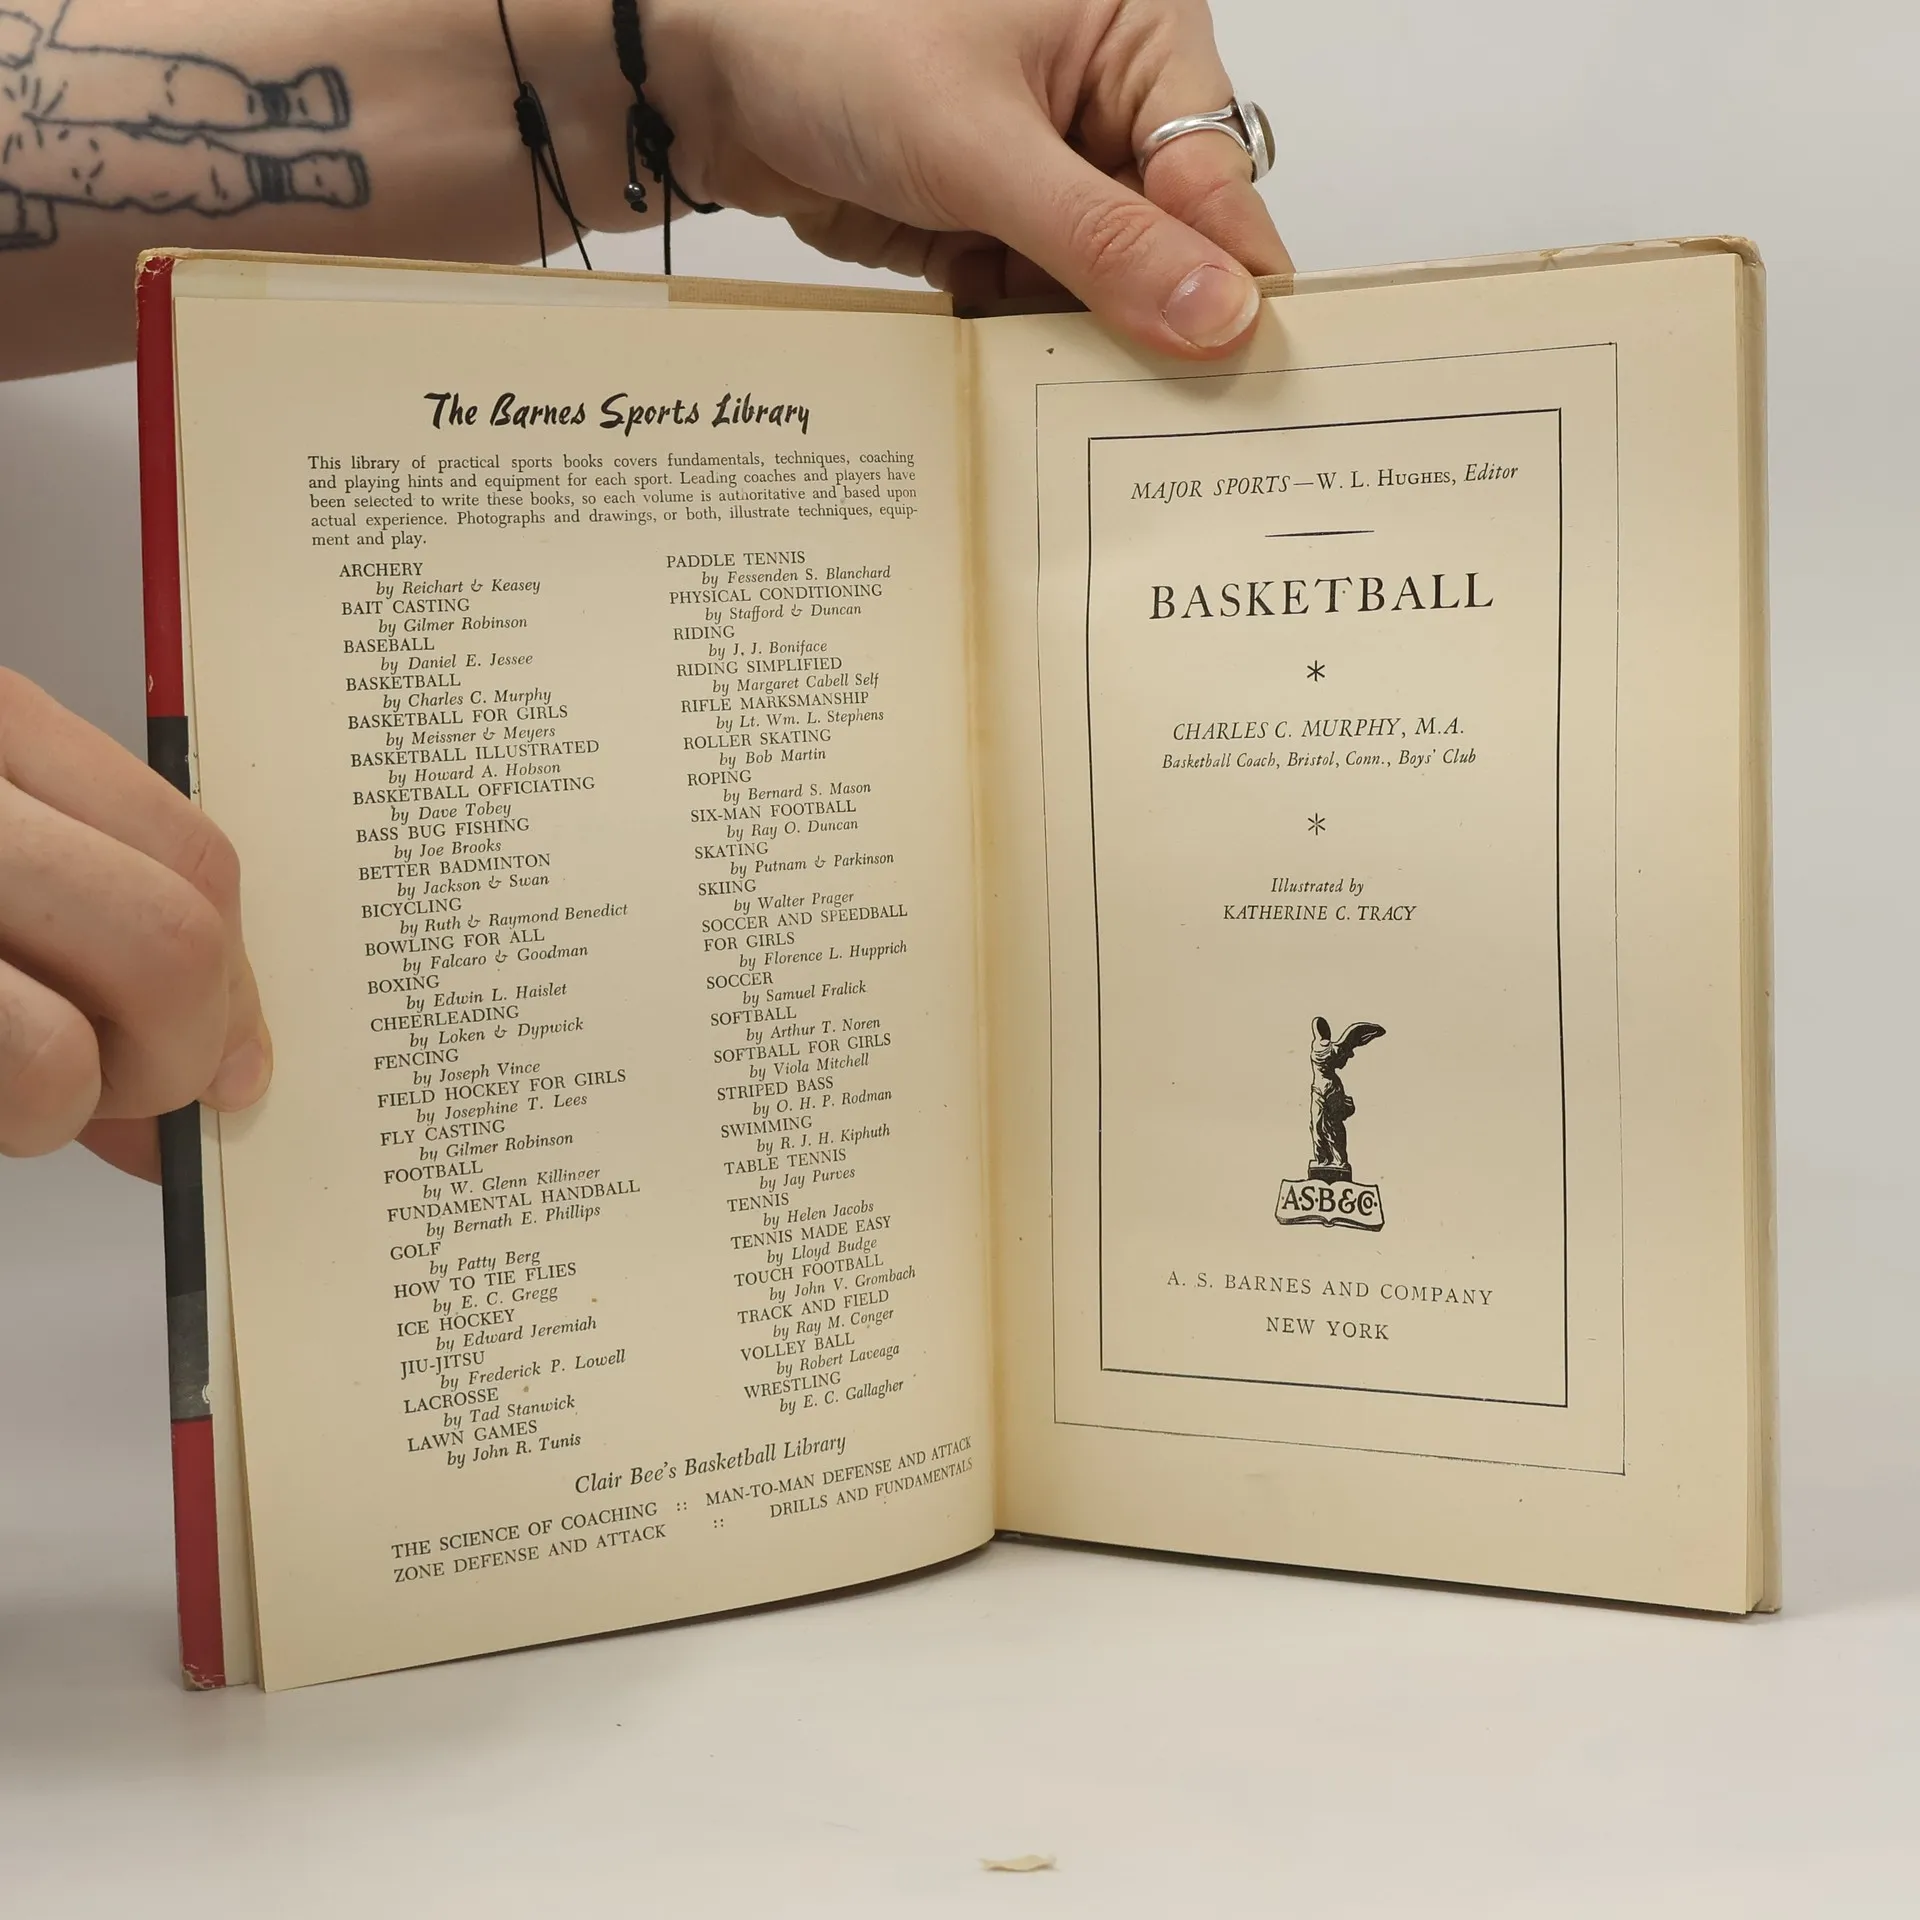 The Barnes Sports Library
This library of practical sports books covers fundamentals, techniques, coaching
and playing hints and equipment for each sport. Leading coaches and players have
been selected to write these books, so each volume is authoritative and based upon
actual experience. Photographs and drawings, or both, illustrate techniques, equip-
ment and play.
ARCHERY
by Reichart & Keasey
BAIT CASTING
by Gilmer Robinson
BASEBALL
by Daniel E. Jessee
BASKETBALL
by Charles C. Murphy
BASKETBALL FOR GIRLS
by Meissner & Meyers
BASKETBALL ILLUSTRATED
by Howard A. Hobson
BASKETBALL OFFICIATING
by Dave Tobey
BASS BUG FISHING
by Joe Brooks
BETTER BADMINTON
by Jackson & Swan
BICYCLING
by Ruth & Raymond Benedict
BOWLING FOR ALL
by Falcaro & Goodman
BOXING
by Edwin L. Haislet
CHEERLEADING
by Loken & Dypwick
FENCING
by Joseph Vince
FIELD HOCKEY FOR GIRLS
by Josephine T. Lees
FLY CASTING
by Gilmer Robinson
FOOTBALL
by W. Glenn Killinger
FUNDAMENTAL HANDBALL
by Bernath E. Phillips
GOLF
by Patty Berg
HOW TO TIE FLIES
by E. C. Gregg
ICE HOCKEY
by Edward Jeremiah
JIU-JITSU
by Frederick P. Lowell
LACROSSE
by Tad Stanwick
LAWN GAMES
by John R. Tunis
PADDLE TENNIS
by Fessenden S. Blanchard
PHYSICAL CONDITIONING
by Stafford & Duncan
RIDING
by J. J. Boniface
RIDING SIMPLIFIED
by Margaret Cabell Self
RIFLE MARKSMANSHIP
by Lt. Wm. L. Stephens
ROLLER SKATING
by Bob Martin
ROPING
by Bernard S. Mason
SIX-MAN FOOTBALL
by Ray O. Duncan
SKATING
by Putnam & Parkinson
SKIING
by Walter Prager
SOCCER AND SPEEDBALL
FOR GIRLS
by Florence L. Hupprich
SOCCER
by Samuel Fralick
SOFTBALL
by Arthur T. Noren
SOFTBALL FOR GIRLS
by Viola Mitchell
STRIPED BASS
by O. H. P. Rodman
SWIMMING
by R. J. H. Kiphuth
TABLE TENNIS
by Jay Purves
TENNIS
by Helen Jacobs
TENNIS MADE EASY
by Lloyd Budge
TOUCH FOOTBALL
by John V. Grombach
TRACK AND FIELD
by Ray M. Conger
VOLLEY BALL
by Robert Laveaga
WRESTLING
by E. C. Gallagher
Clair Bee's Basketball Library
THE SCIENCE OF COACHING :: MAN-TO-MAN DEFENSE AND ATTACK
ZONE DEFENSE AND ATTACK :: DRILLS AND FUNDAMENTALS
MAJOR SPORTS—W. L. HUGHES, Editor
BASKETBALL
*
CHARLES C. MURPHY, M.A.
Basketball Coach, Bristol, Conn., Boys' Club
*
Illustrated by
KATHERINE C. TRACY
A·S·B&Co·
A. S. BARNES AND COMPANY
NEW YORK